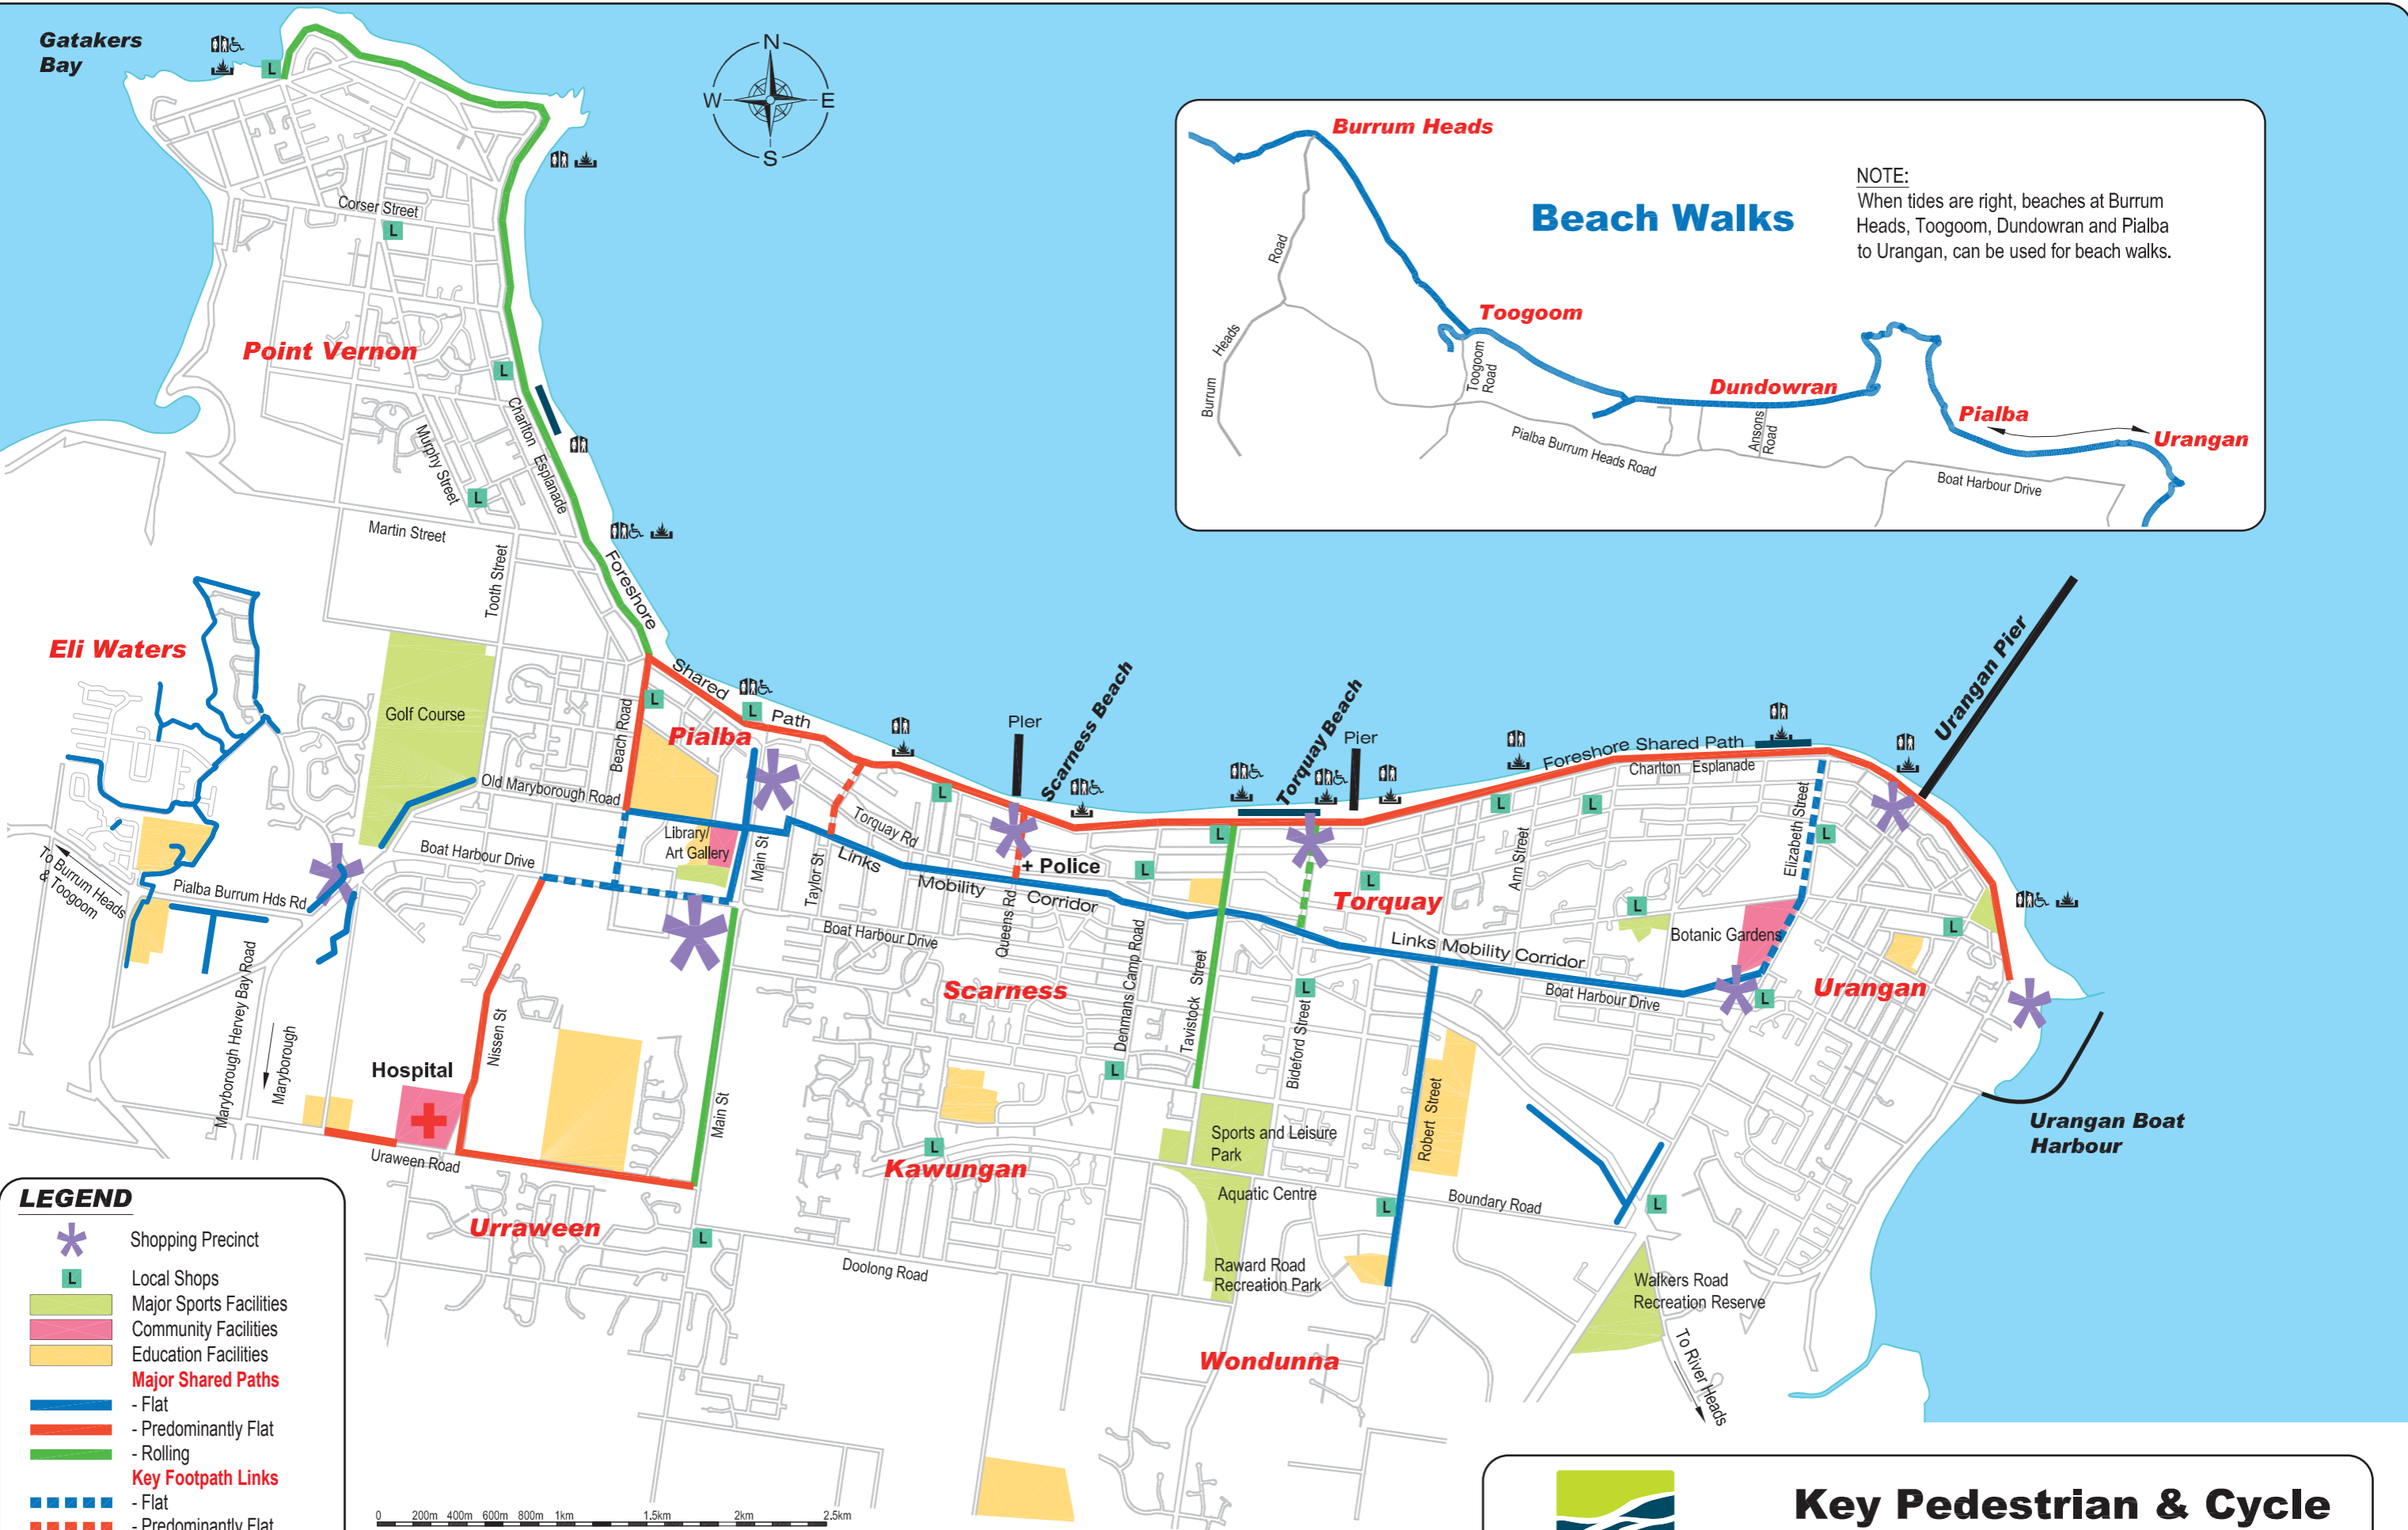 Gatakers
Bay
L
N
W
E
S
Burrum Heads
Beach Walks
NOTE:
When tides are right, beaches at Burrum
Heads, Toogoom, Dundowran and Pialba
to Urangan, can be used for beach walks.
Road
Heads
Burrum
Toogoom
Toogoom
Road
Dundowran
Pialba
Urangan
Ansons
Road
Pialba Burrum Heads Road
Boat Harbour Drive
Corser Street
L
Point Vernon
L
Charlton Esplanade
Murphy Street
L
Martin Street
Tooth Street
Foreshore
Shared
Path
Eli Waters
Golf Course
Beach Road
L
L
Pialba
Old Maryborough Road
Library/
Art Gallery
Main St
Boat Harbour Drive
To Burrum Heads
& Toogoom
Pialba Burrum Hds Rd
Taylor St
Torquay Rd
Links
Mobility
Corridor
L
Pier
Scarness Beach
+ Police
Queens Rd
Boat Harbour Drive
L
L
Torquay Beach
Pier
Foreshore Shared Path
Charlton Esplanade
L
L
Urangan Pier
Elizabeth Street
L
L
Torquay
Ann Street
L
Botanic Gardens
L
Links Mobility Corridor
Boat Harbour Drive
L
Urangan
Scarness
Denmans Camp Road
Tavistock Street
L
Bideford Street
L
Maryborough Hervey Bay Road
Maryborough
Nissen St
Hospital
Main St
Uraween Road
Urraween
L
L
Kawungan
Sports and Leisure
Park
Aquatic Centre
Robert Street
L
Boundary Road
L
Urangan Boat
Harbour
Doolong Road
Raward Road
Recreation Park
Walkers Road
Recreation Reserve
To River Heads
Wondunna
LEGEND
Shopping Precinct
L Local Shops
Major Sports Facilities
Community Facilities
Education Facilities
Major Shared Paths
- Flat
- Predominantly Flat
- Rolling
Key Footpath Links
- Flat
- Predominantly Flat
0 200m 400m 600m 800m 1km 1.5km 2km 2.5km
Key Pedestrian & Cycle